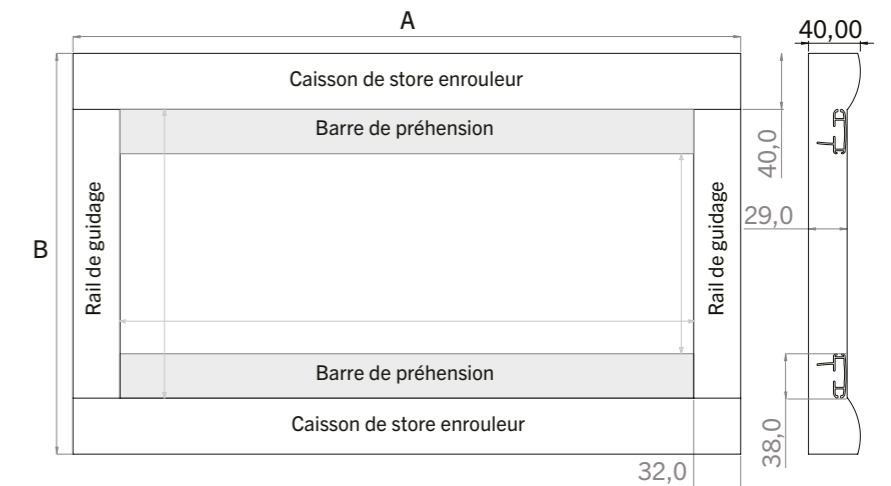 A
40,00
Caisson de store enrouleur
Barre de préhension
40,0
Rail de guidage
Rail de guidage
29,0
B
Barre de préhension
Caisson de store enrouleur
38,0
32,0